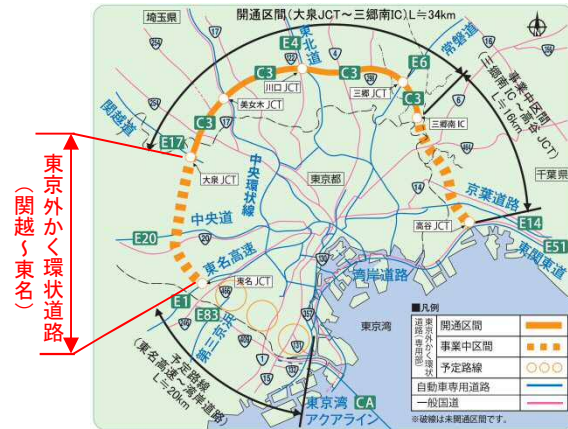 埼玉県
開通区間(大泉JCT～三郷南IC)L≒34km
E4
東北道
常磐道
E6
C3
C3
川口JCT
三郷JCT
C3
美女木JCT
C3
三郷南IC
事業中区間
(三郷南IC～高谷JCT)
L≒16km
関越道
E17
大泉JCT
中央環状線
東京都
千葉県
京葉道路
高谷JCT
E14
E51
東関東道
中央道
E20
東名高速
東名JCT
湾岸道路
E1
E83
第三京浜
東京湾
予定路線
(東名高速～湾岸道路)
L≒20km
東京湾
アクアライン
CA
東京外かく環状道路
(関越～東名)
■凡例
東京外かく環状
道路(専用部)
開通区間
事業中区間
予定路線
自動車専用道路
一般国道
※破線は未開通区間です。